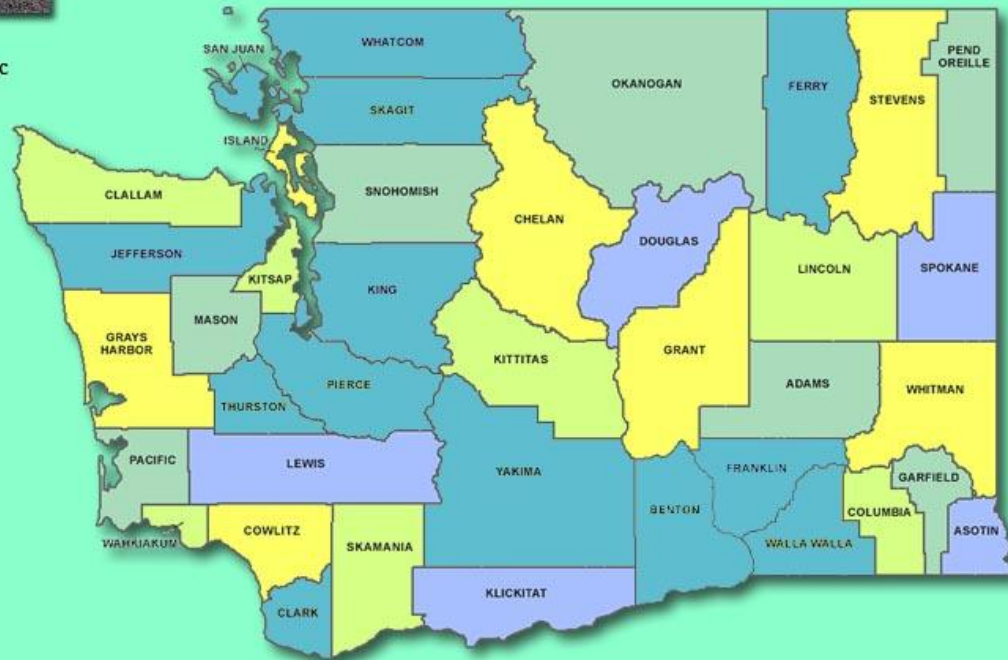 c
SAN JUAN
WHATCOM
SKAGIT
ISLAND
SNOHOMISH
OKANOGAN
FERRY
STEVENS
PEND
OREILLE
CLALLAM
JEFFERSON
KITSAP
KING
CHELAN
DOUGLAS
LINCOLN
SPOKANE
MASON
GRAYS
HARBOR
KITTITAS
GRANT
ADAMS
WHITMAN
THURSTON
PIERCE
PACIFIC
LEWIS
YAKIMA
BENTON
FRANKLIN
WALLA WALLA
COLUMBIA
GARFIELD
ASOTIN
WAHKIAKUM
COWLITZ
SKAMANIA
CLARK
KLICKITAT